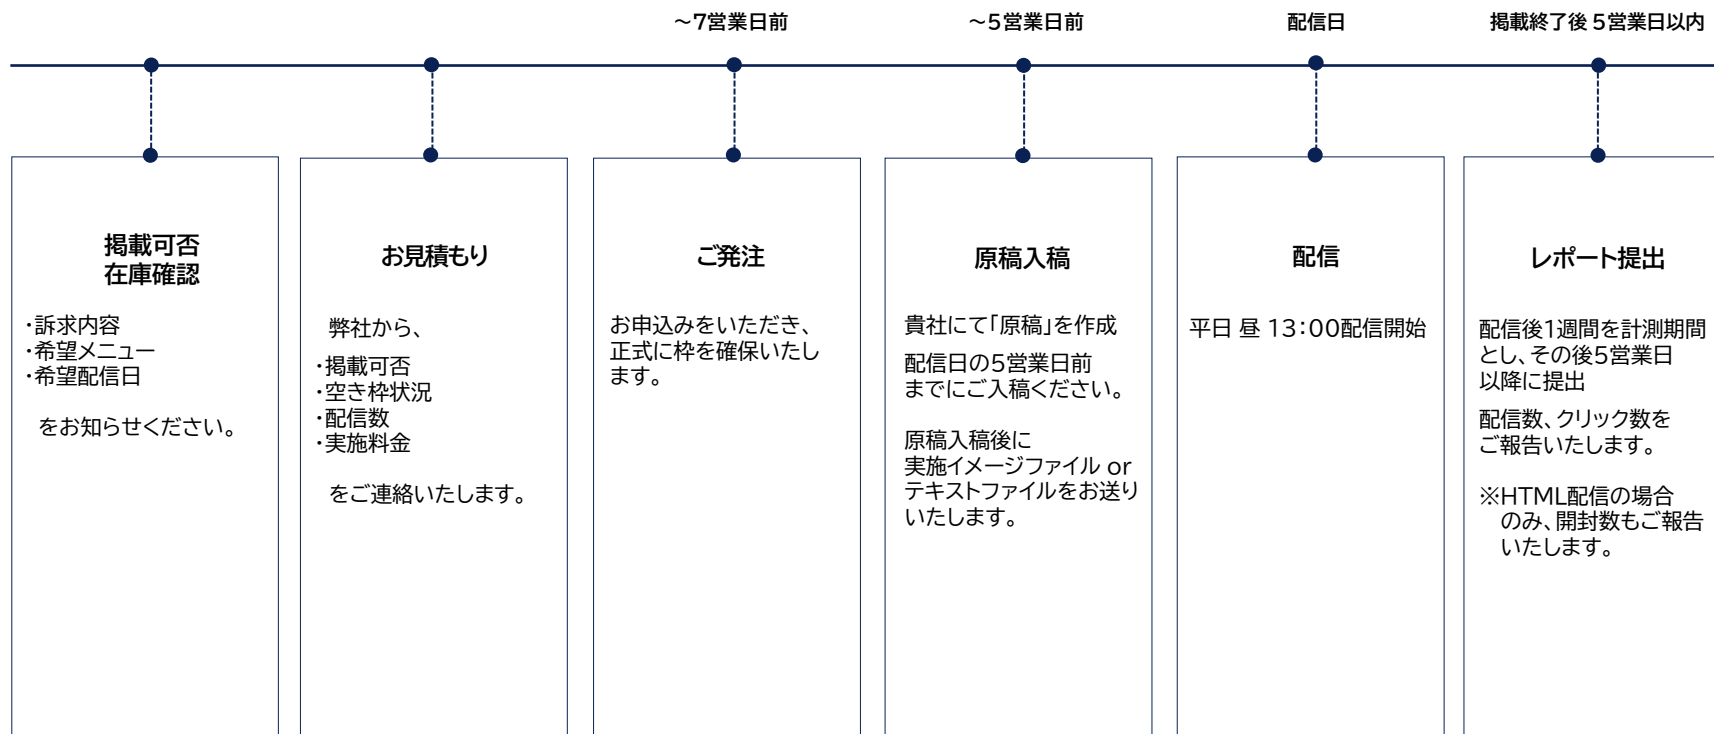 ～7営業日前
～5営業日前
配信日
掲載終了後 5営業日以内
掲載可否
在庫確認
・訴求内容
・希望メニュー
・希望配信日
をお知らせください。
お見積もり
弊社から、
・掲載可否
・空き枠状況
・配信数
・実施料金
をご連絡いたします。
ご発注
お申込みをいただき、
正式に枠を確保いたし
ます。
原稿入稿
貴社にて「原稿」を作成
配信日の5営業日前
までにご入稿ください。
原稿入稿後に
実施イメージファイル or
テキストファイルをお送り
いたします。
配信
平日 昼 13：00配信開始
レポート提出
配信後1週間を計測期間
とし、その後5営業日
以降に提出
配信数、クリック数を
ご報告いたします。
※HTML配信の場合
のみ、開封数もご報告
いたします。